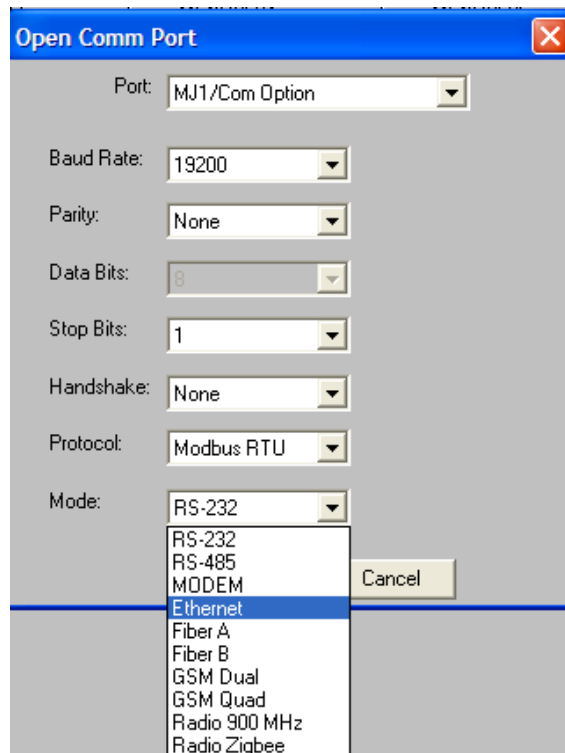 Open Comm Port
Port: MJ1/Com Option
Baud Rate: 19200
Parity: None
Data Bits: 8
Stop Bits: 1
Handshake: None
Protocol: Modbus RTU
Mode: RS-232
RS-232
RS-485
MODEM
Cancel
Ethernet
Fiber A
Fiber B
GSM Dual
GSM Quad
Radio 900 MHz
Radio Zigbee